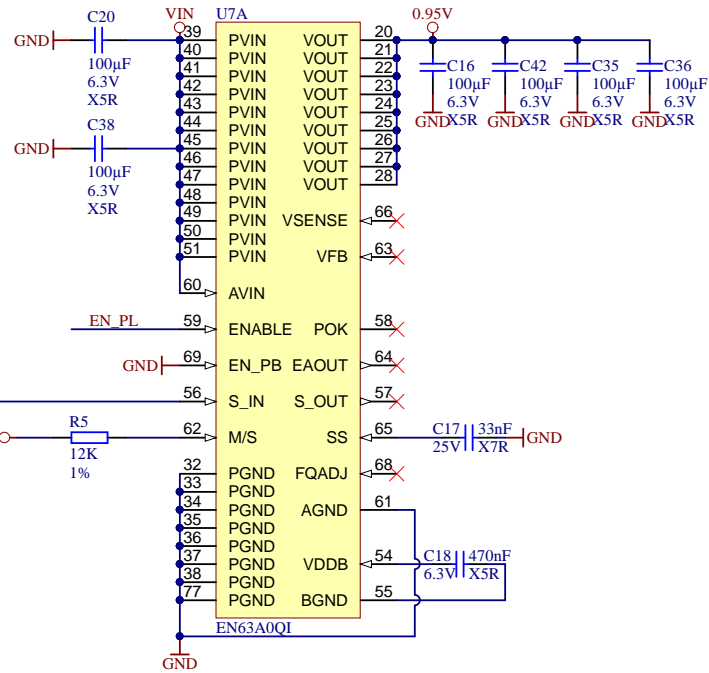 VIN
U7A
0.95V
C20
GND
100µF
6.3V
X5R
C38
GND
100µF
6.3V
X5R
39 PVIN
40 PVIN
41 PVIN
42 PVIN
43 PVIN
44 PVIN
45 PVIN
46 PVIN
47 PVIN
48 PVIN
49 PVIN
50 PVIN
51 PVIN
60 AVIN
EN_PL
59 ENABLE
GND
69 EN_PB
56 S_IN
R5
12K
1%
62 M/S
32 PGND
33 PGND
34 PGND
35 PGND
36 PGND
37 PGND
38 PGND
77 PGND
GND
VOUT 20
VOUT 21
VOUT 22
VOUT 23
VOUT 24
VOUT 25
VOUT 26
VOUT 27
VOUT 28
VSENSE 66
VFB 63
POK 58
EAOUT 64
S_OUT 57
SS 65
FQADJ 68
AGND 61
VDDB 54
BGND 55
EN63A0QI
C16
100µF
6.3V
X5R
GND
C42
100µF
6.3V
X5R
GND
C35
100µF
6.3V
X5R
GND
C36
100µF
6.3V
X5R
GND
C17 33nF
25V X7R
GND
C18 470nF
6.3V X5R